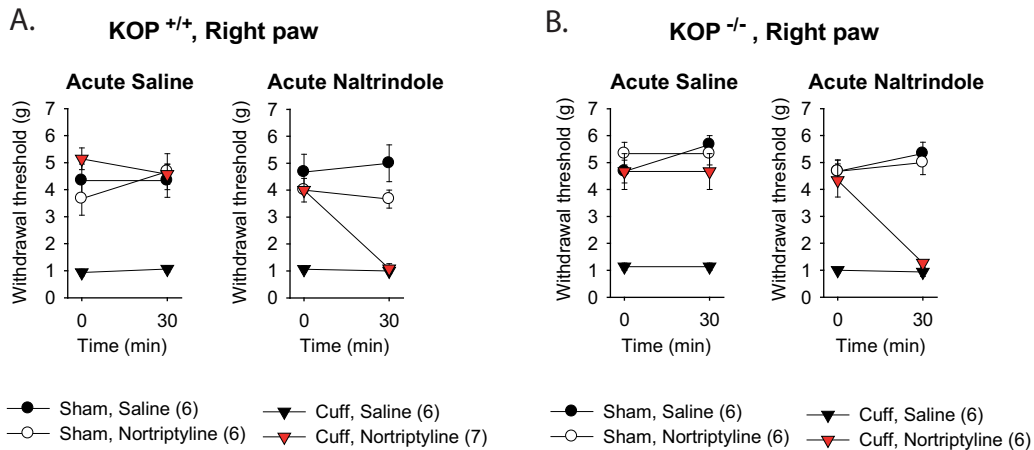 A.
KOP +/+, Right paw
Acute Saline
Withdrawal threshold (g)
7
6
5
4
3
2
1
0
0 30
Time (min)
Acute Naltrindole
Withdrawal threshold (g)
7
6
5
4
3
2
1
0
0 30
Time (min)
Sham, Saline (6)
Sham, Nortriptyline (6)
Cuff, Saline (6)
Cuff, Nortriptyline (7)
B.
KOP -/- , Right paw
Acute Saline
Withdrawal threshold (g)
7
6
5
4
3
2
1
0
0 30
Time (min)
Acute Naltrindole
Withdrawal threshold (g)
7
6
5
4
3
2
1
0
0 30
Time (min)
Sham, Saline (6)
Sham, Nortriptyline (6)
Cuff, Saline (6)
Cuff, Nortriptyline (6)